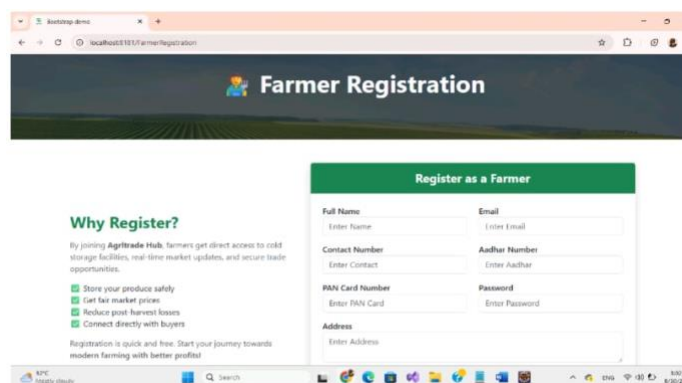 Bootstrap demo
localhost:8181/FarmerRegistration
Farmer Registration
Register as a Farmer
Why Register?
By joining Agritrade Hub, farmers get direct access to cold
storage facilities, real-time market updates, and secure trade
opportunities.
Store your produce safely
Get fair market prices
Reduce post-harvest losses
Connect directly with buyers
Registration is quick and free. Start your journey towards
modern farming with better profits!
Full Name
Enter Name
Email
Enter Email
Contact Number
Enter Contact
Aadhar Number
Enter Aadhar
PAN Card Number
Enter PAN Card
Password
Enter Password
Address
Enter Address
Mostly cloudy
Search
ENG